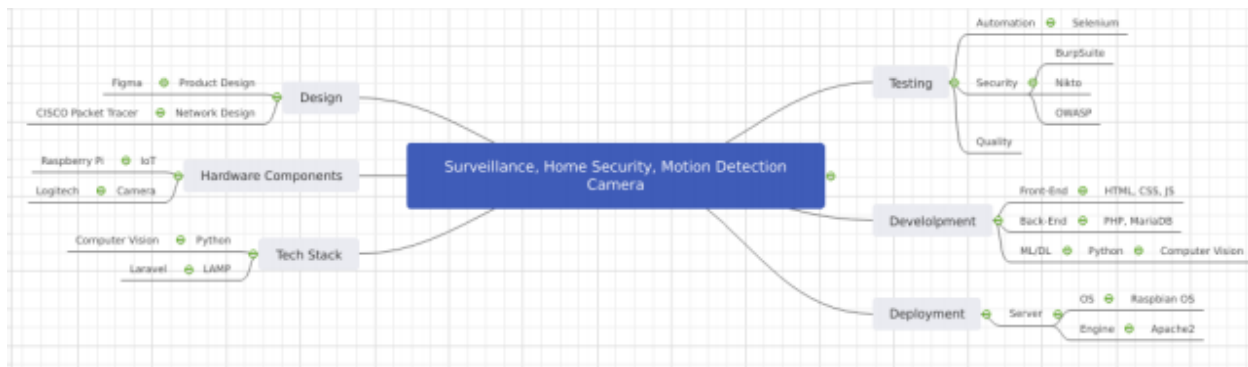 Surveillance, Home Security, Motion Detection
Camera
Design
Figma Product Design
CISCO Packet Tracer Network Design
Hardware Components
Raspberry Pi IoT
Logitech Camera
Tech Stack
Computer Vision Python
Laravel LAMP
Testing
Automation Selenium
Security
BurpSuite
Nikto
OWASP
Quality
Develolpment
Front-End HTML, CSS, JS
Back-End PHP, MariaDB
ML/DL Python Computer Vision
Deployment
Server
OS Raspbian OS
Engine Apache2